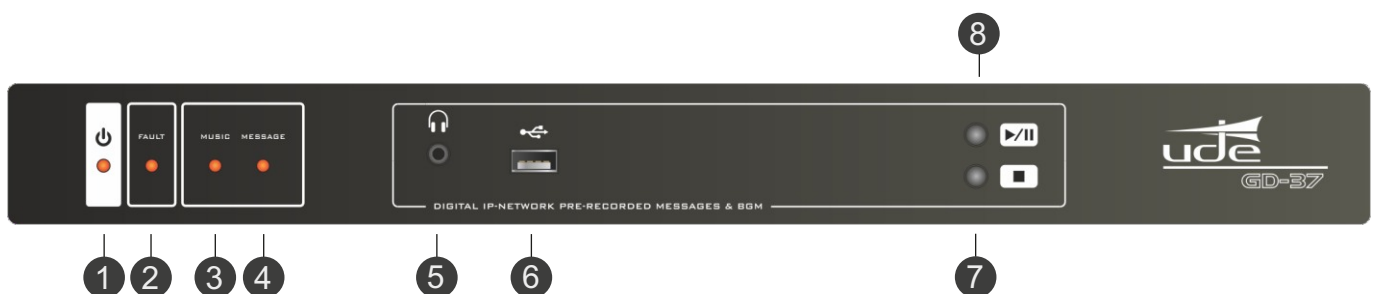 8
FAULT
MUSIC MESSAGE
ude
GD-37
DIGITAL IP-NETWORK PRE-RECORDED MESSAGES & BGM
1 2 3 4 5 6 7